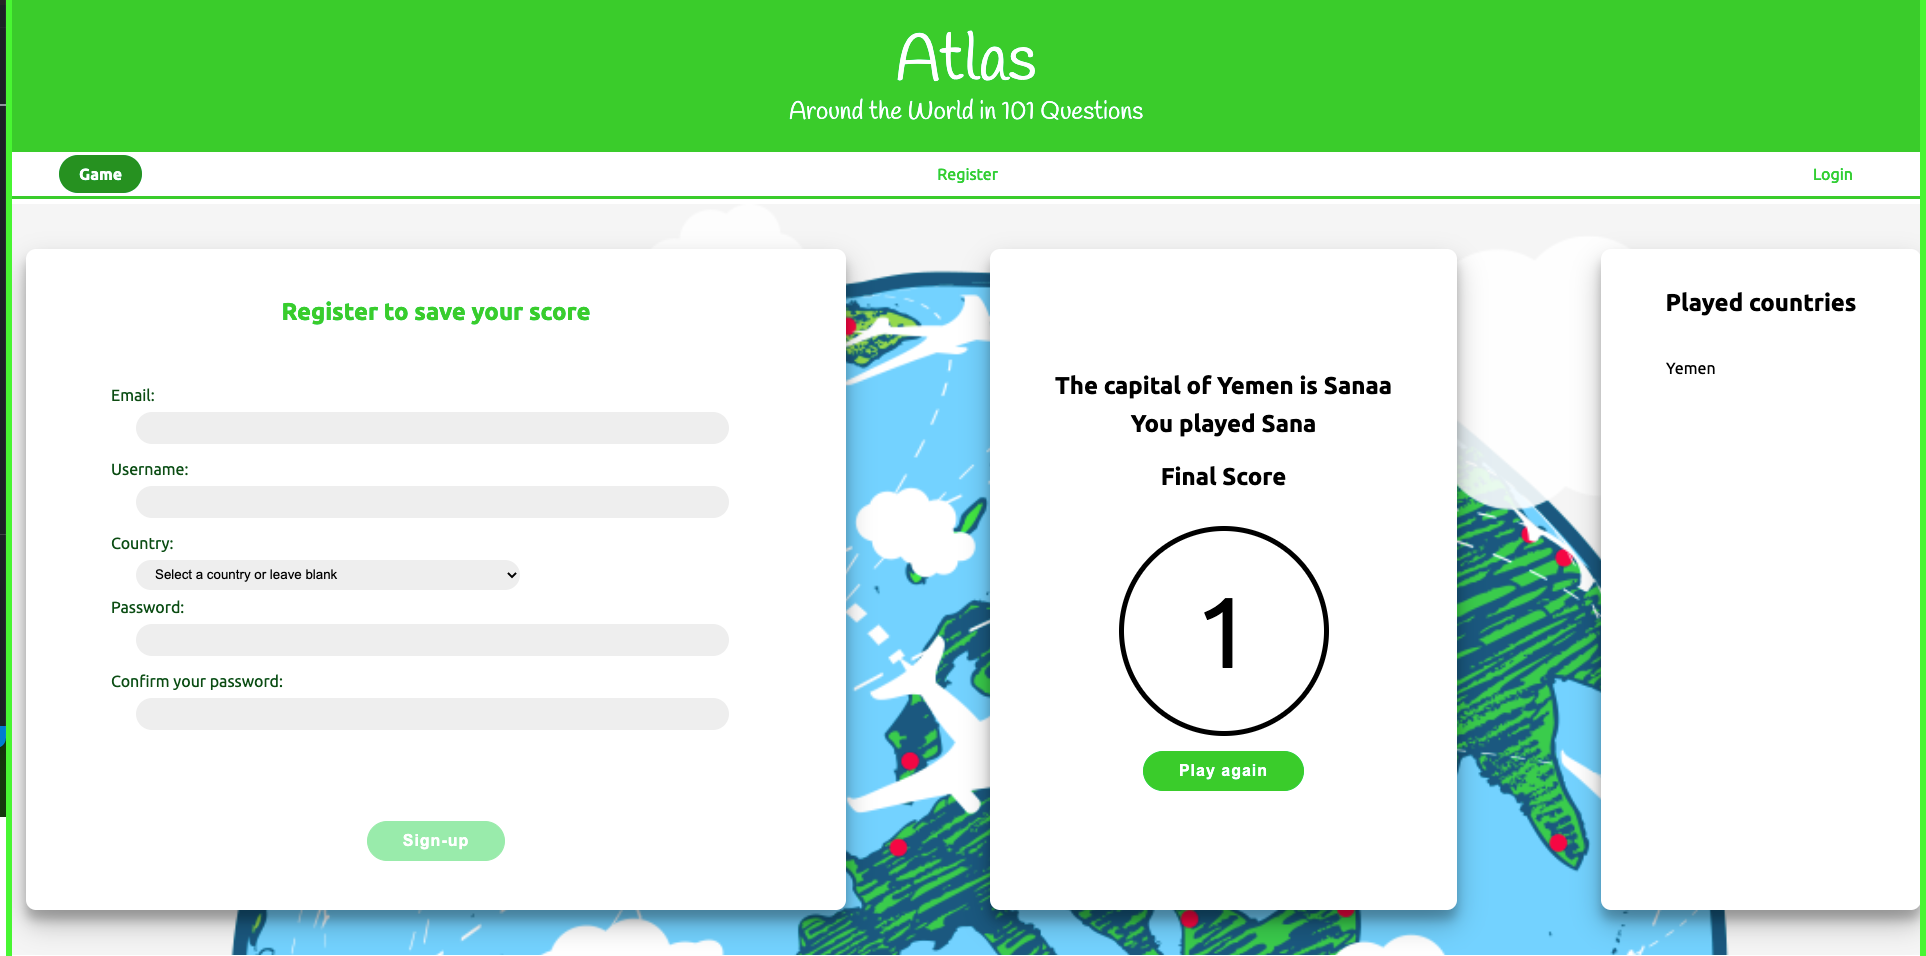 Atlas
Around the World in 101 Questions
Game
Register
Login
Register to save your score
Email:
Username:
Country:
Select a country or leave blank
Password:
Confirm your password:
Sign-up
The capital of Yemen is Sanaa
You played Sana
Final Score
1
Play again
Played countries
Yemen